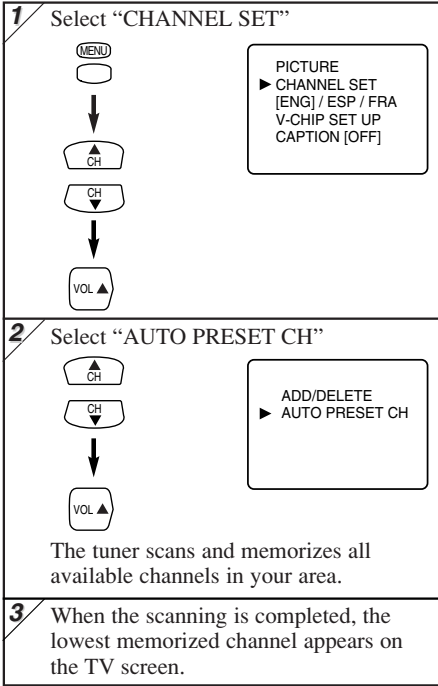 1 Select “CHANNEL SET”
MENU
CH
CH
VOL
PICTURE
CHANNEL SET
[ENG] / ESP / FRA
V-CHIP SET UP
CAPTION [OFF]
2 Select “AUTO PRESET CH”
CH
CH
VOL
ADD/DELETE
AUTO PRESET CH
The tuner scans and memorizes all
available channels in your area.
3 When the scanning is completed, the
lowest memorized channel appears on
the TV screen.